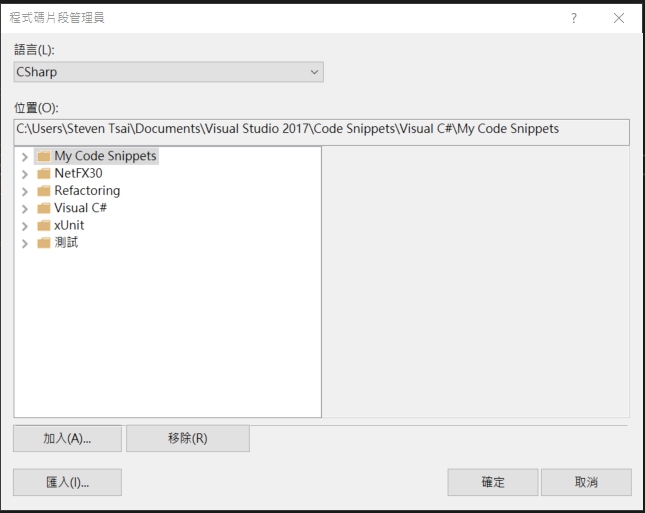 程式碼片段管理員
語言(L):
CSharp
位置(O):
C:\Users\Steven Tsai\Documents\Visual Studio 2017\Code Snippets\Visual C#\My Code Snippets
My Code Snippets
NetFX30
Refactoring
Visual C#
xUnit
測試
加入(A)... 移除(R)
匯入(I)... 確定 取消